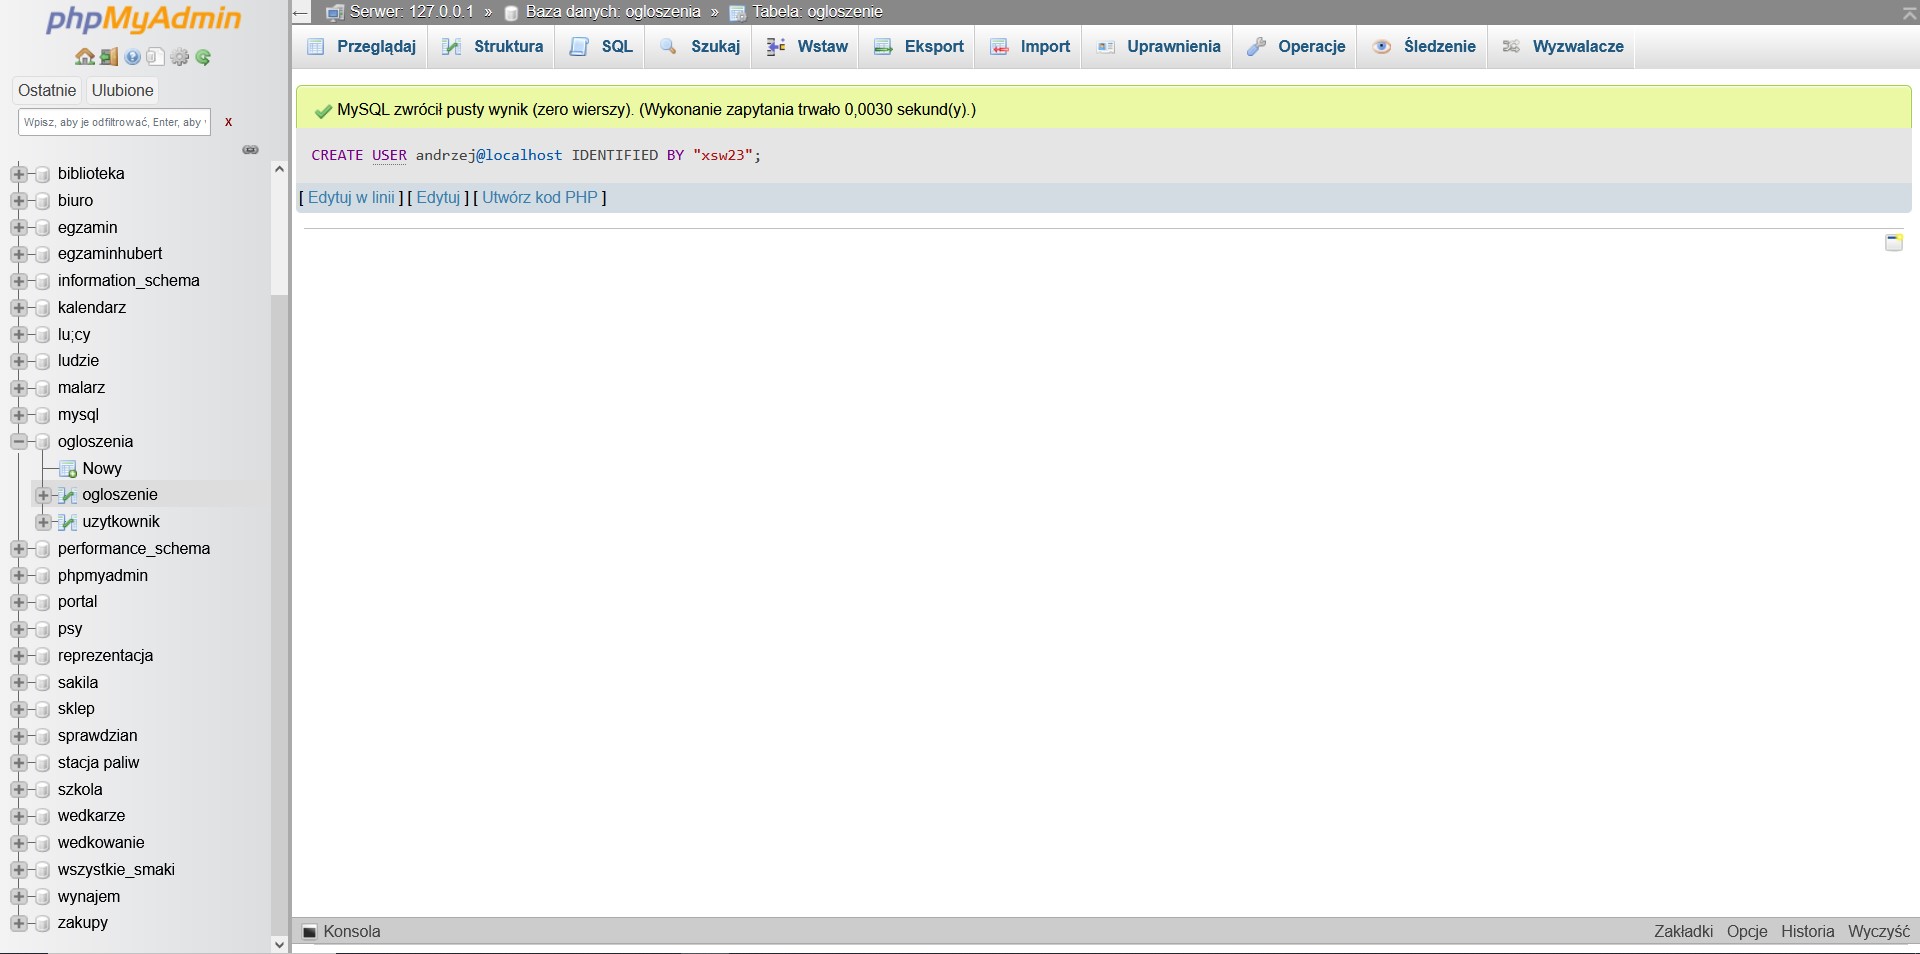 phpMyAdmin
Ostatnie Ulubione
Wpisz, aby je odfiltrować, Enter, aby
x
biblioteka
biuro
egzamin
egzaminhubert
information_schema
kalendarz
lu;cy
ludzie
malarz
mysql
ogloszenia
Nowy
ogloszenie
uzytkownik
performance_schema
phpmyadmin
portal
psy
reprezentacja
sakila
sklep
sprawdzian
stacja paliw
szkola
wedkarze
wedkowanie
wszystkie_smaki
wynajem
zakupy
Serwer: 127.0.0.1 » Baza danych: ogloszenia » Tabela: ogloszenie
Przeglądaj Struktura SQL Szukaj Wstaw Eksport Import Uprawnienia Operacje Śledzenie Wyzwalacze
MySQL zwrócił pusty wynik (zero wierszy). (Wykonanie zapytania trwało 0,0030 sekund(y).)
CREATE USER andrzej@localhost IDENTIFIED BY "xsw23";
[ Edytuj w linii ] [ Edytuj ] [ Utwórz kod PHP ]
Konsola
Zakładki Opcje Historia Wyczyść